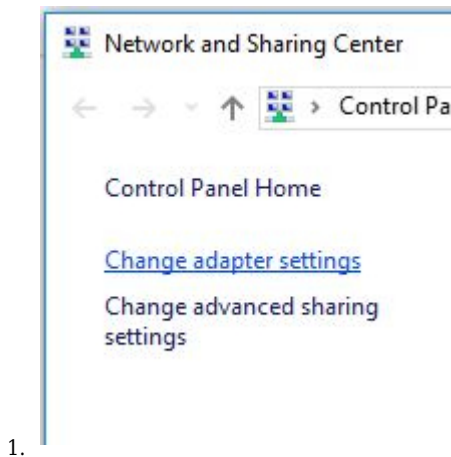 Network and Sharing Center
Control Pa
Control Panel Home
Change adapter settings
Change advanced sharing
settings
1.